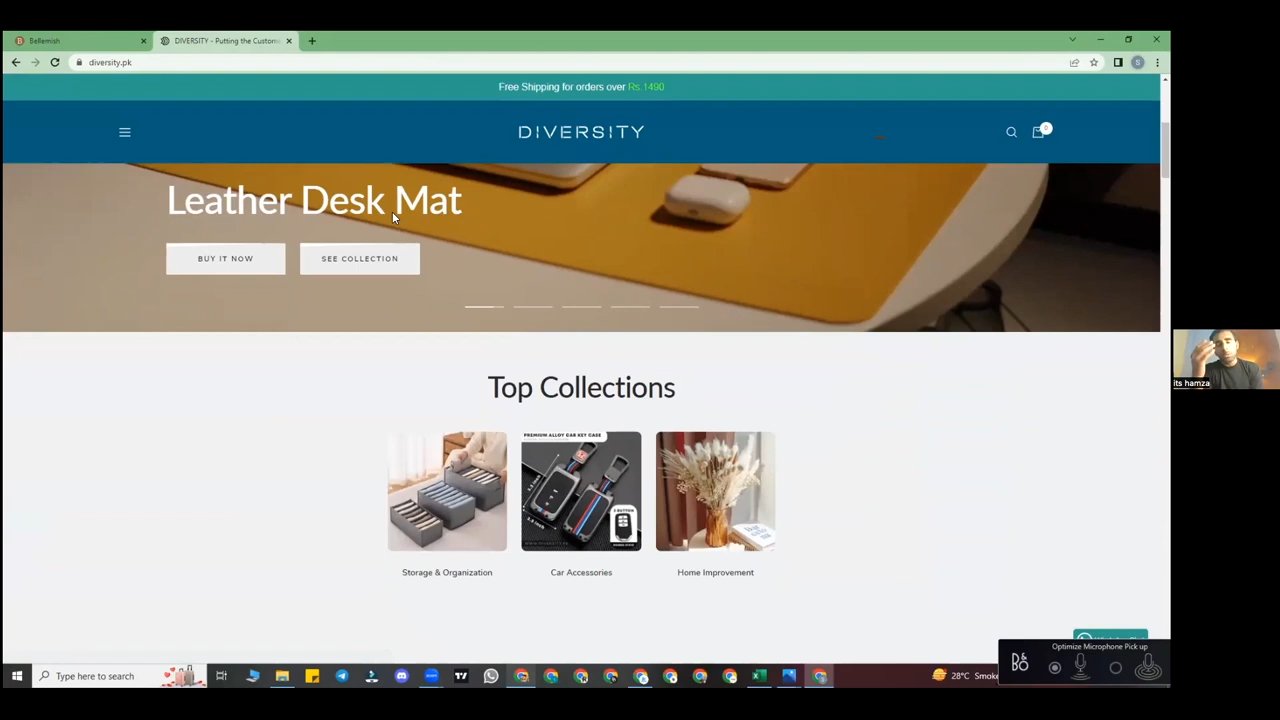 Bellemish
DIVERSITY - Putting the Custom
diversity.pk
Free Shipping for orders over Rs.1490
DIVERSITY
0
Leather Desk Mat
BUY IT NOW
SEE COLLECTION
Top Collections
PREMIUM ALLOY CAR KEY CASE
Storage & Organization
Car Accessories
Home Improvement
its hamza
Optimize Microphone Pick up
B&O
Type here to search
28°C Smoke